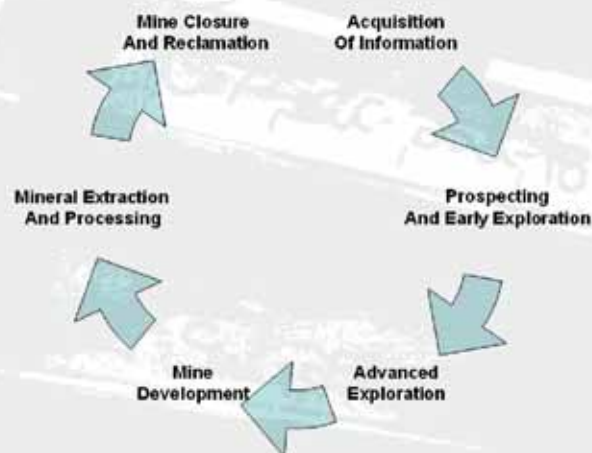 Mine Closure
And Reclamation
Acquisition
Of Information
Mineral Extraction
And Processing
Prospecting
And Early Exploration
Mine
Development
Advanced
Exploration